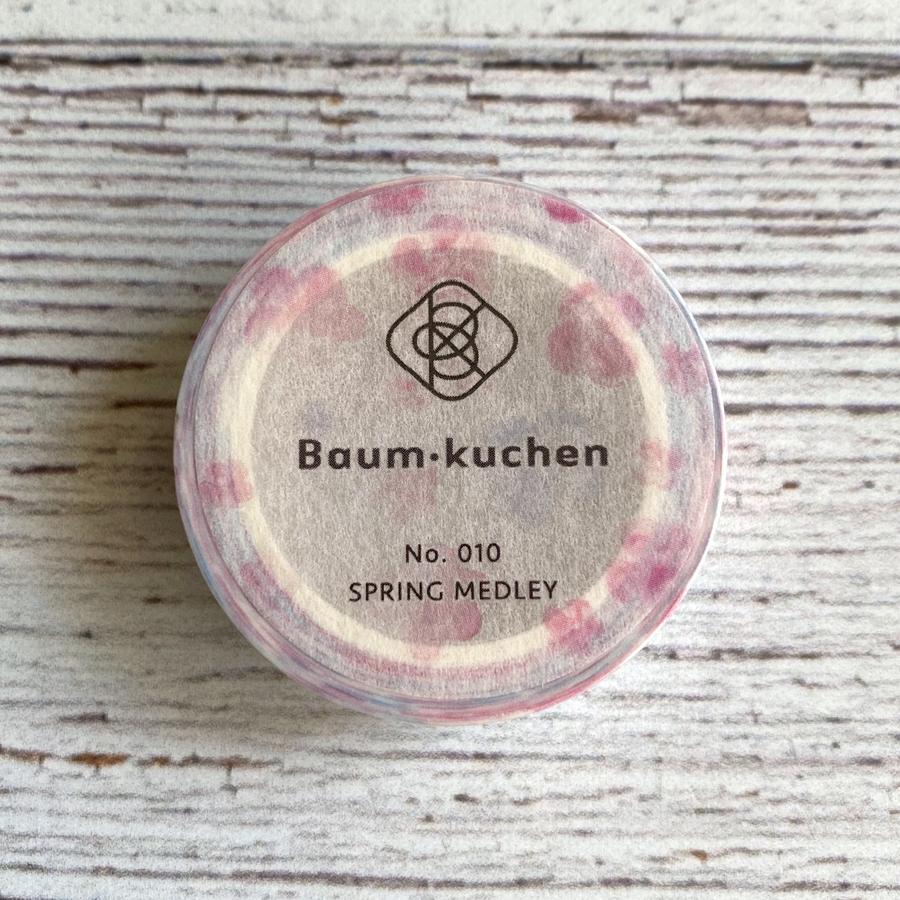 Baum·kuchen
No. 010
SPRING MEDLEY